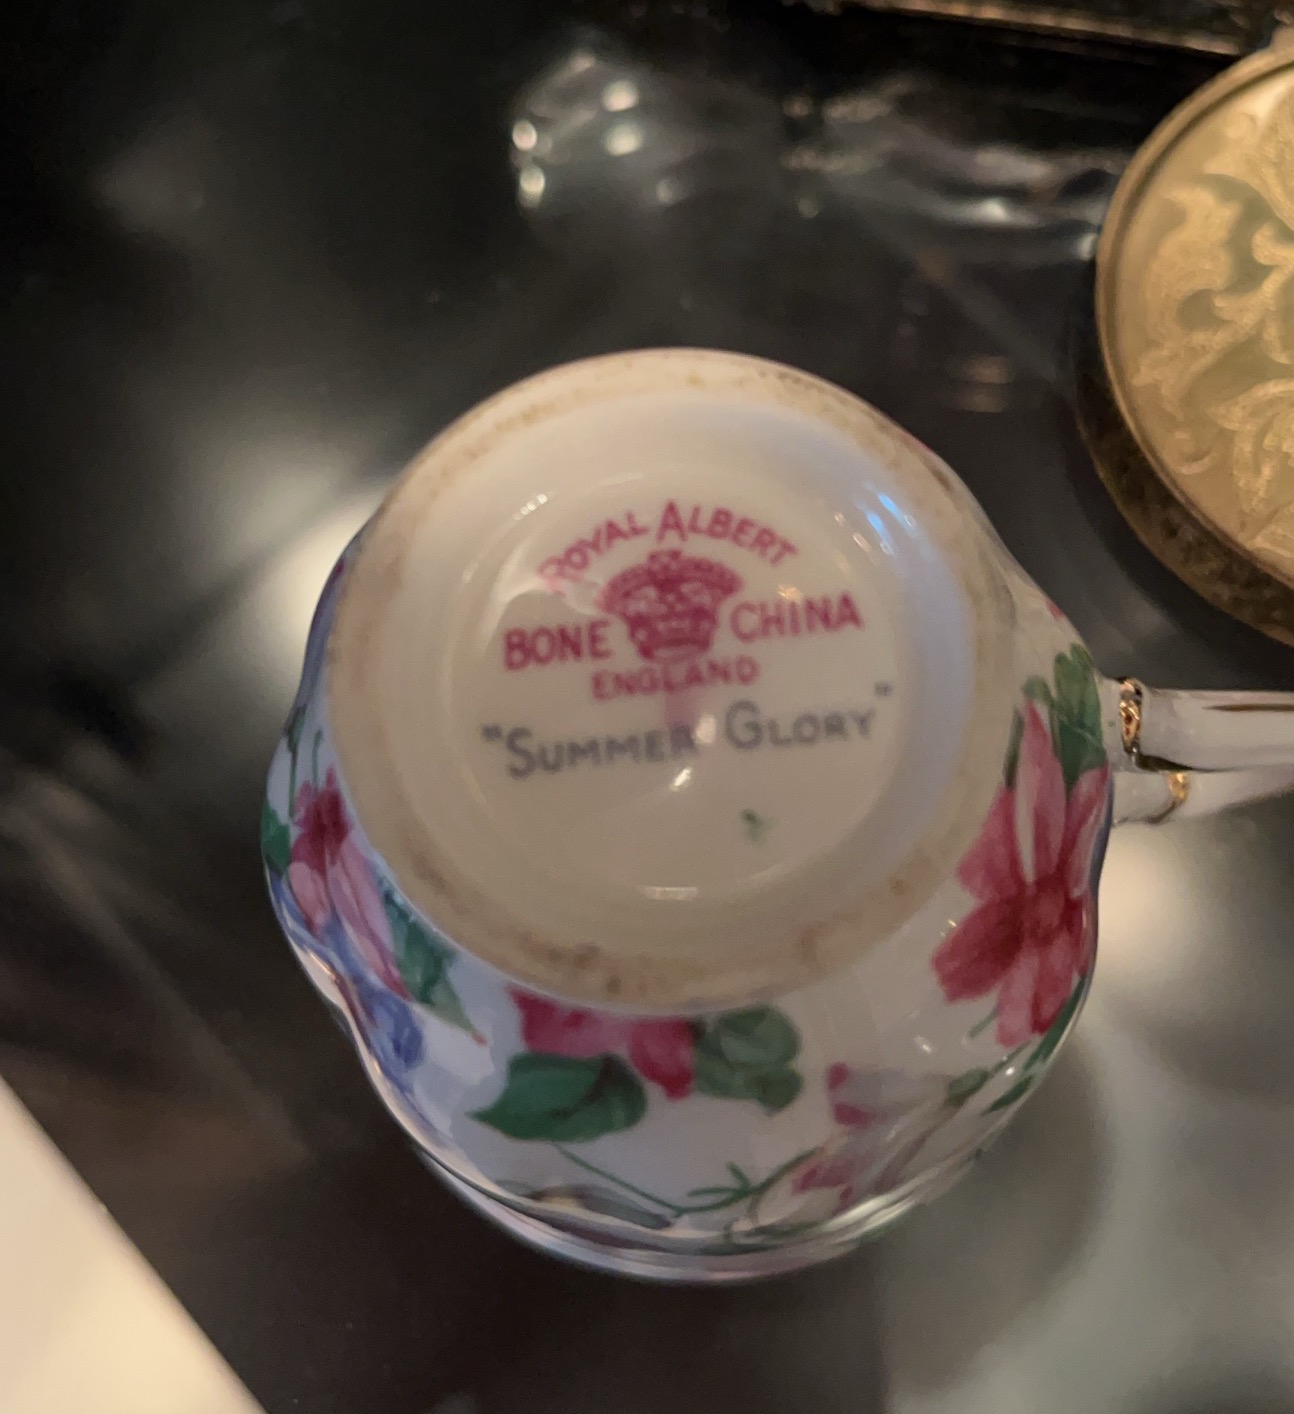 ROYAL ALBERT
BONE CHINA
ENGLAND
"SUMMER GLORY"